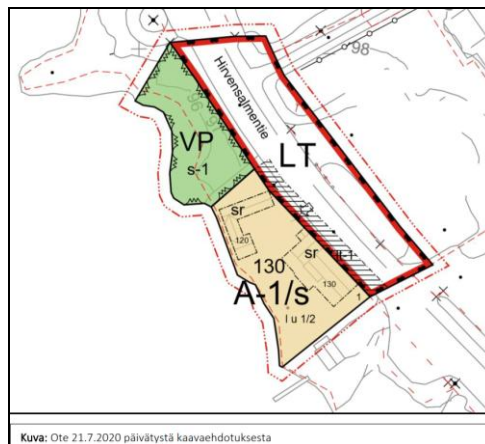 98
Hirvensalmentie
96
VP
s-1
LT
sr
120
130
sr
130
A-1/s
I u 1/2
1
Kuva: Ote 21.7.2020 päivätystä kaavaehdotuksesta